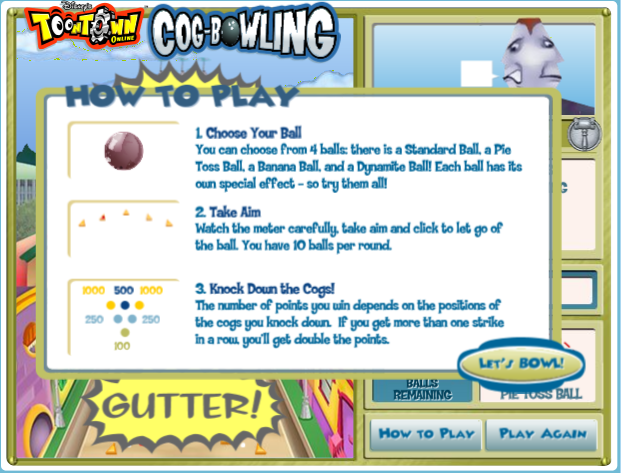 Disney's
TOONTOWN
ONLINE
COG-BOWLING
HOW TO PLAY
1. Choose Your Ball
You can choose from 4 balls: there is a Standard Ball, a Pie
Toss Ball, a Banana Ball, and a Dynamite Ball! Each ball has its
own special effect - so try them all!
2. Take Aim
Watch the meter carefully, take aim and click to let go of
the ball. You have 10 balls per round.
1000 500 1000
250 250
100
3. Knock Down the Cogs!
The number of points you win depends on the positions of
the cogs you knock down. If you get more than one strike
in a row, you'll get double the points.
LET'S BOWL!
GUTTER!
BALLS
REMAINING
PIE TOSS BALL
HOW TO PLAY
PLAY AGAIN